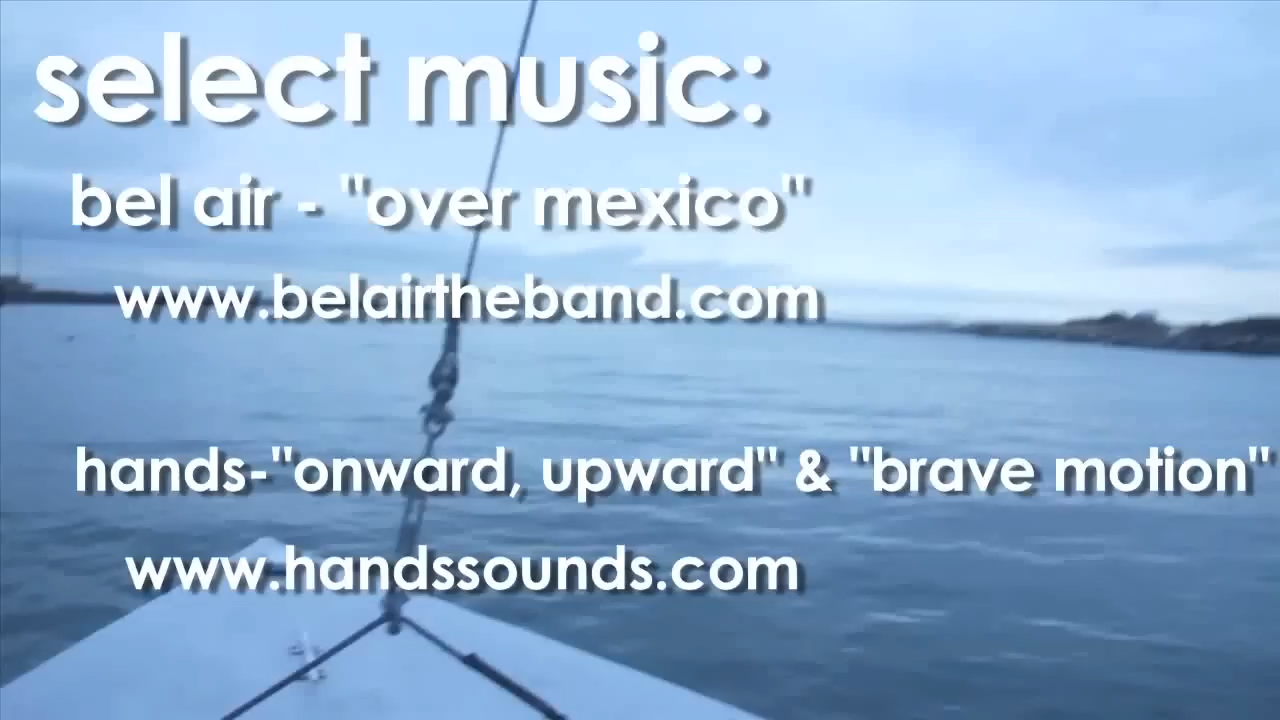 select music:
bel air - "over mexico"
www.belairtheband.com
hands-"onward, upward" & "brave motion"
www.handssounds.com